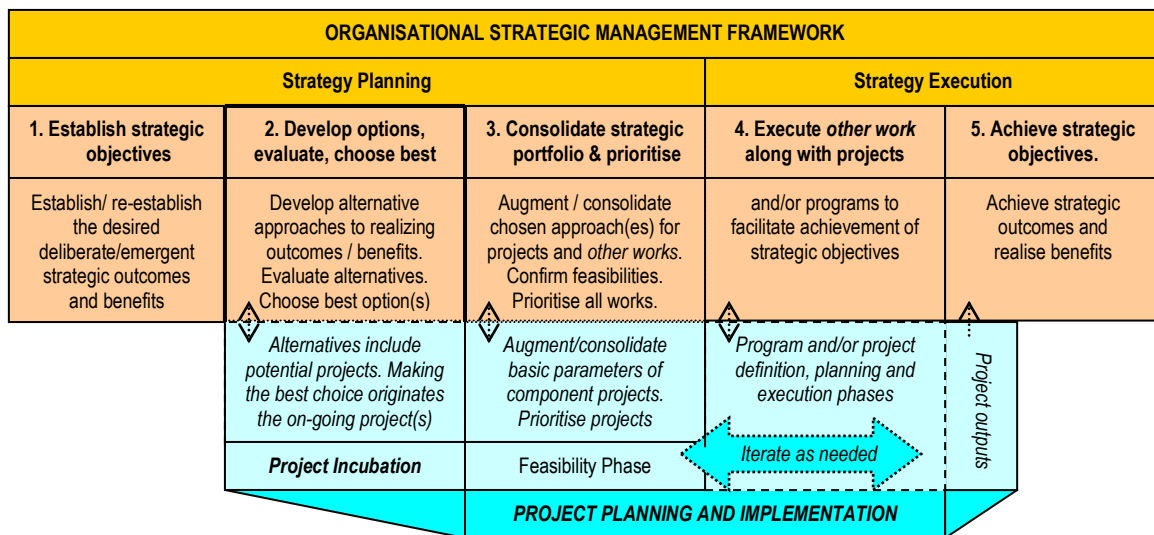 ORGANISATIONAL STRATEGIC MANAGEMENT FRAMEWORK
Strategy Planning
Strategy Execution
1. Establish strategic
objectives
2. Develop options,
evaluate, choose best
3. Consolidate strategic
portfolio & prioritise
4. Execute other work
along with projects
5. Achieve strategic
objectives.
Establish/ re-establish
the desired
deliberate/emergent
strategic outcomes
and benefits
Develop alternative
approaches to realizing
outcomes / benefits.
Evaluate alternatives.
Choose best option(s)
Augment / consolidate
chosen approach(es) for
projects and other works.
Confirm feasibilities.
Prioritise all works.
and/or programs to
facilitate achievement of
strategic objectives
Achieve strategic
outcomes and
realise benefits
Alternatives include
potential projects. Making
the best choice originates
the on-going project(s)
Augment/consolidate
basic parameters of
component projects.
Prioritise projects
Program and/or project
definition, planning and
execution phases
Project outputs
Project Incubation
Feasibility Phase
Iterate as needed
PROJECT PLANNING AND IMPLEMENTATION